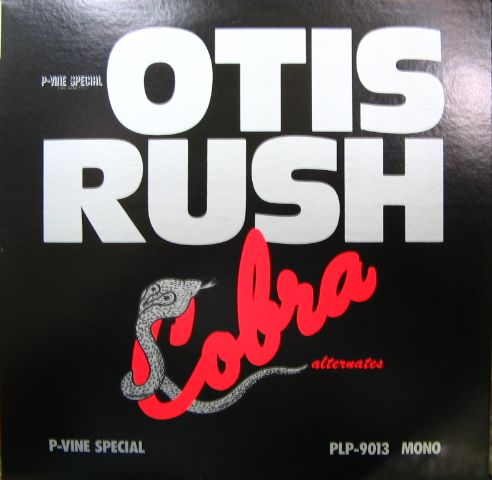 P-VINE SPECIAL
OTIS
RUSH
Cobra
alternates
P-VINE SPECIAL
PLP-9013 MONO